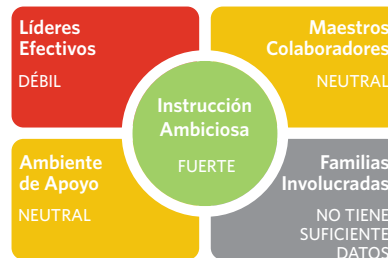 Líderes
Efectivos
DÉBIL
Maestros
Colaboradores
NEUTRAL
Instrucción
Ambiciosa
FUERTE
Ambiente
de Apoyo
NEUTRAL
Familias
Involucradas
NO TIENE
SUFICIENTE
DATOS